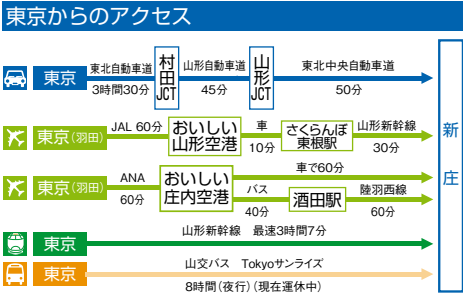 東京からのアクセス
東京 東北自動車道 3時間30分 村田JCT 山形自動車道 45分 山形JCT 東北中央自動車道 50分
東京(羽田) JAL 60分 おいしい山形空港 車 10分 さくらんぼ東根駅 山形新幹線 30分
東京(羽田) ANA 60分 おいしい庄内空港 車で60分
バス 40分 酒田駅 陸羽西線 60分
東京 山形新幹線 最速3時間7分
東京 山交バス Tokyoサンライズ
8時間(夜行)(現在運休中)
新庄